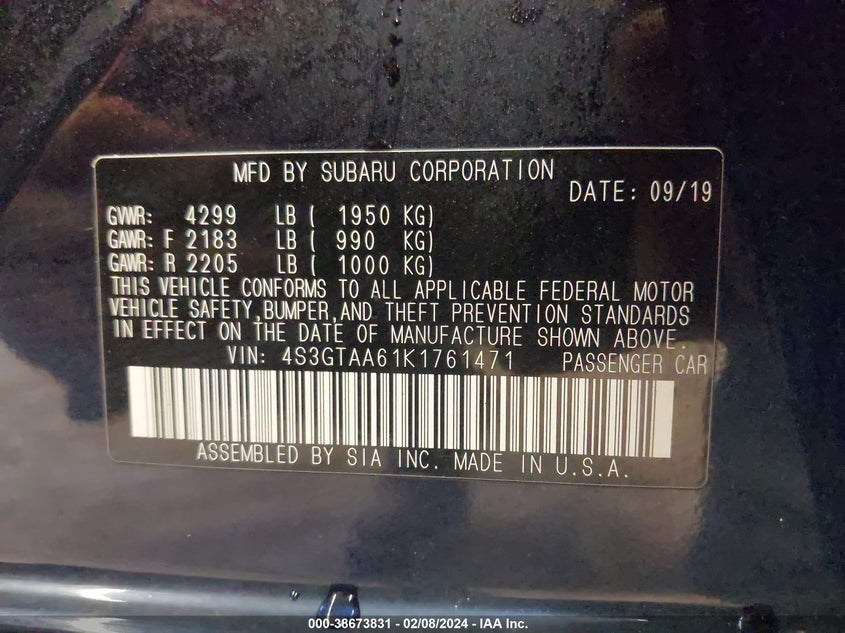 MFD BY SUBARU CORPORATION
DATE: 09/19
GVWR: 4299 LB ( 1950 KG)
GAWR: F 2183 LB ( 990 KG)
GAWR: R 2205 LB ( 1000 KG)
THIS VEHICLE CONFORMS TO ALL APPLICABLE FEDERAL MOTOR
VEHICLE SAFETY, BUMPER, AND THEFT PREVENTION STANDARDS
IN EFFECT ON THE DATE OF MANUFACTURE SHOWN ABOVE.
VIN: 4S3GTAA61K1761471 PASSENGER CAR
ASSEMBLED BY SIA INC. MADE IN U.S.A.
000-38673831 - 02/08/2024 - IAA Inc.